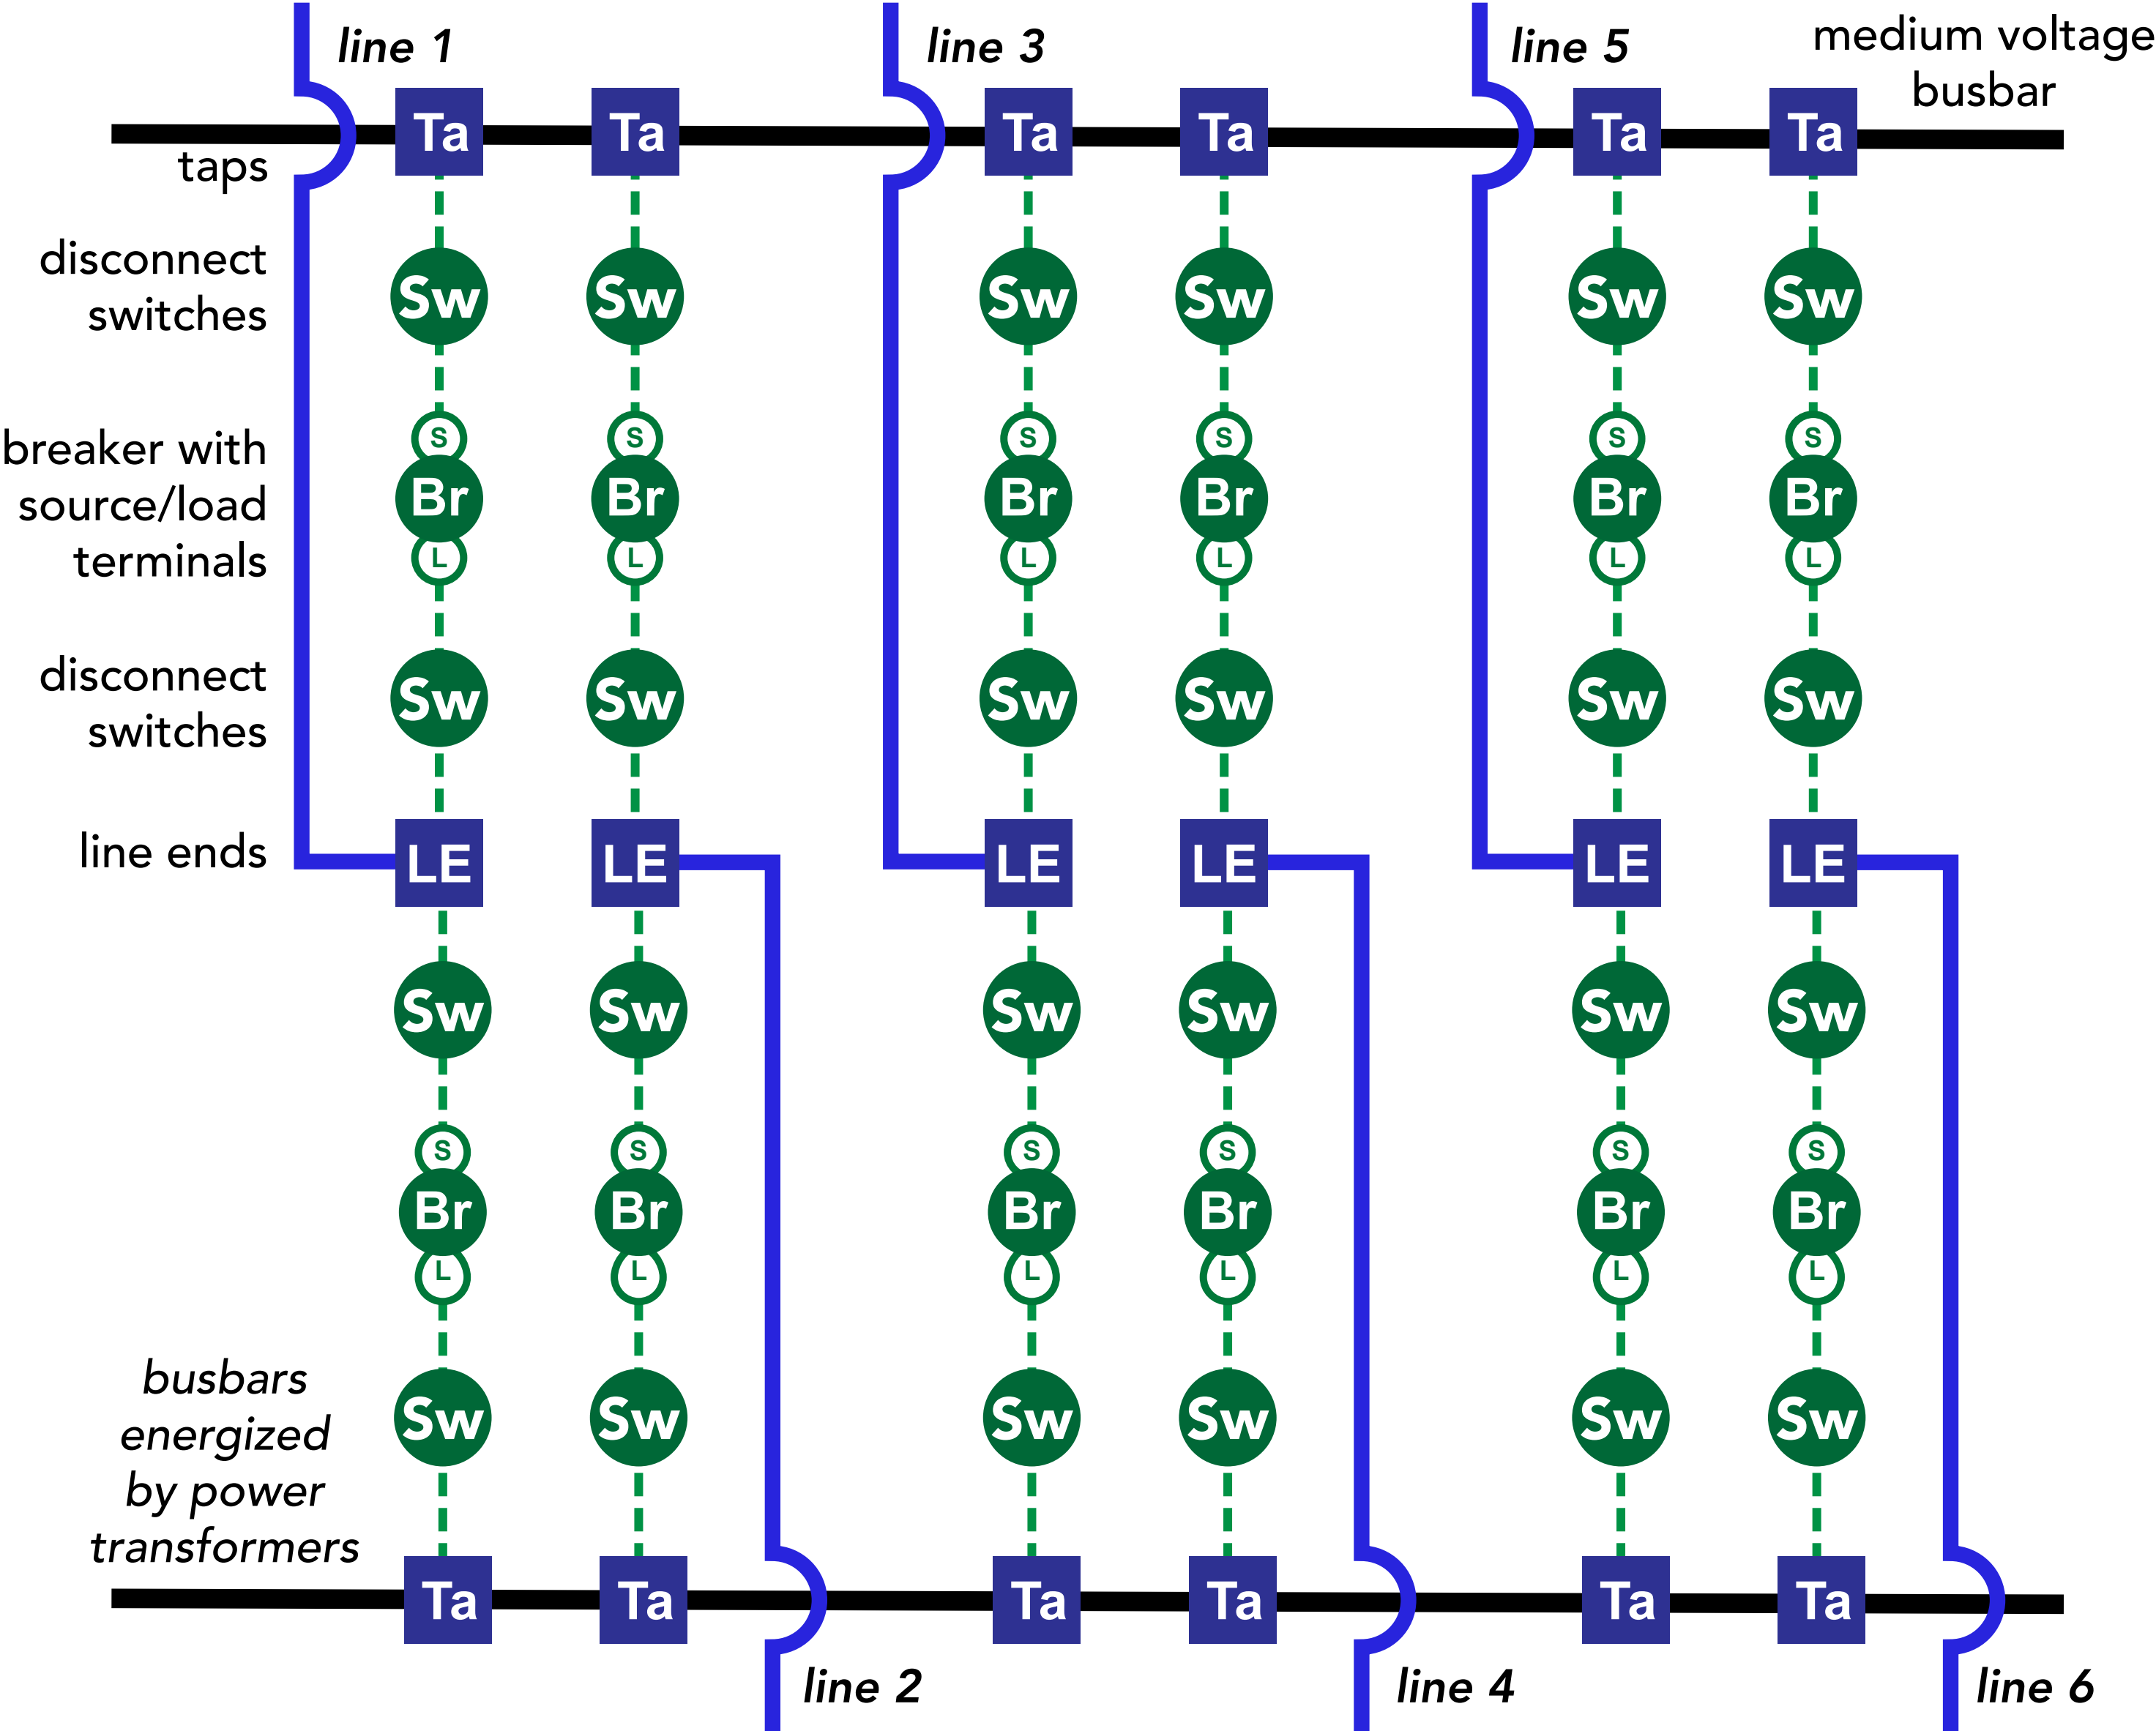 line 1
line 3
line 5
medium voltage
busbar
Ta Ta Ta Ta Ta Ta
taps
disconnect
switches
Sw Sw Sw Sw Sw Sw
breaker with
source/load
terminals
S S S S S S
Br Br Br Br Br Br
L L L L L L
disconnect
switches
Sw Sw Sw Sw Sw Sw
line ends
LE LE LE LE LE LE
Sw Sw Sw Sw Sw Sw
S S S S S S
Br Br Br Br Br Br
L L L L L L
busbars
energized
by power
transformers
Sw Sw Sw Sw Sw Sw
Ta Ta Ta Ta Ta Ta
line 2
line 4
line 6